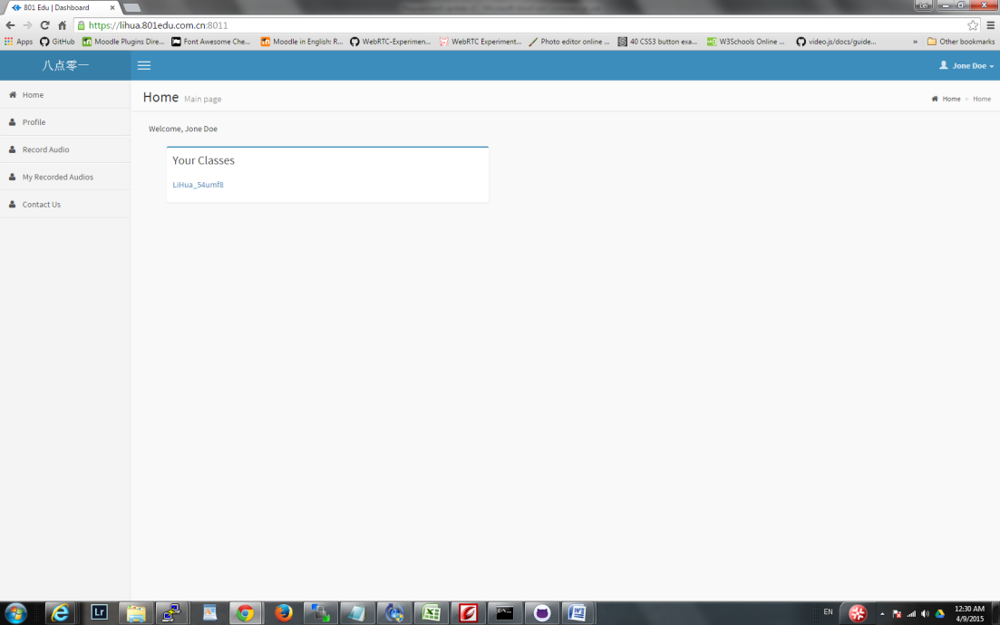 801 Edu | Dashboard
https://lihua.801edu.com.cn:8011
Apps GitHub Moodle Plugins Dire... Font Awesome Che... Moodle in English: R... WebRTC-Experimen... WebRTC Experiment... Photo editor online ... 40 CSS3 button exa... W3Schools Online ... video.js/docs/guide... » Other bookmarks
八点零一
Jone Doe
Home
Profile
Record Audio
My Recorded Audios
Contact Us
Home Main page
Home > Home
Welcome, Jone Doe
Your Classes
LiHua_54umf8
Lr
EN
12:30 AM
4/9/2015